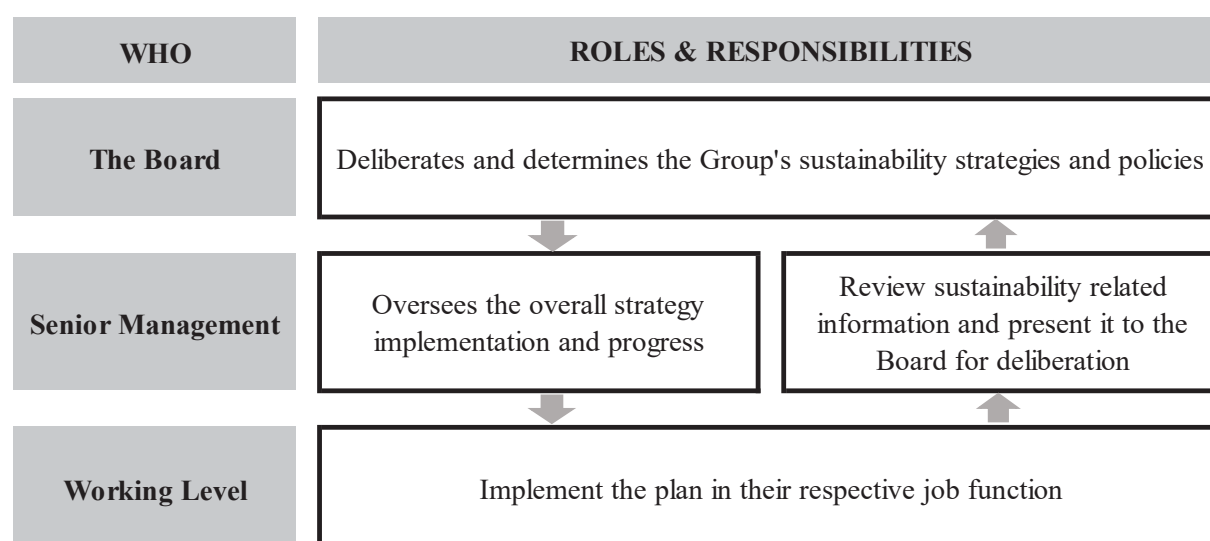 WHO
ROLES & RESPONSIBILITIES
The Board
Deliberates and determines the Group's sustainability strategies and policies
Senior Management
Oversees the overall strategy
implementation and progress
Review sustainability related
information and present it to the
Board for deliberation
Working Level
Implement the plan in their respective job function